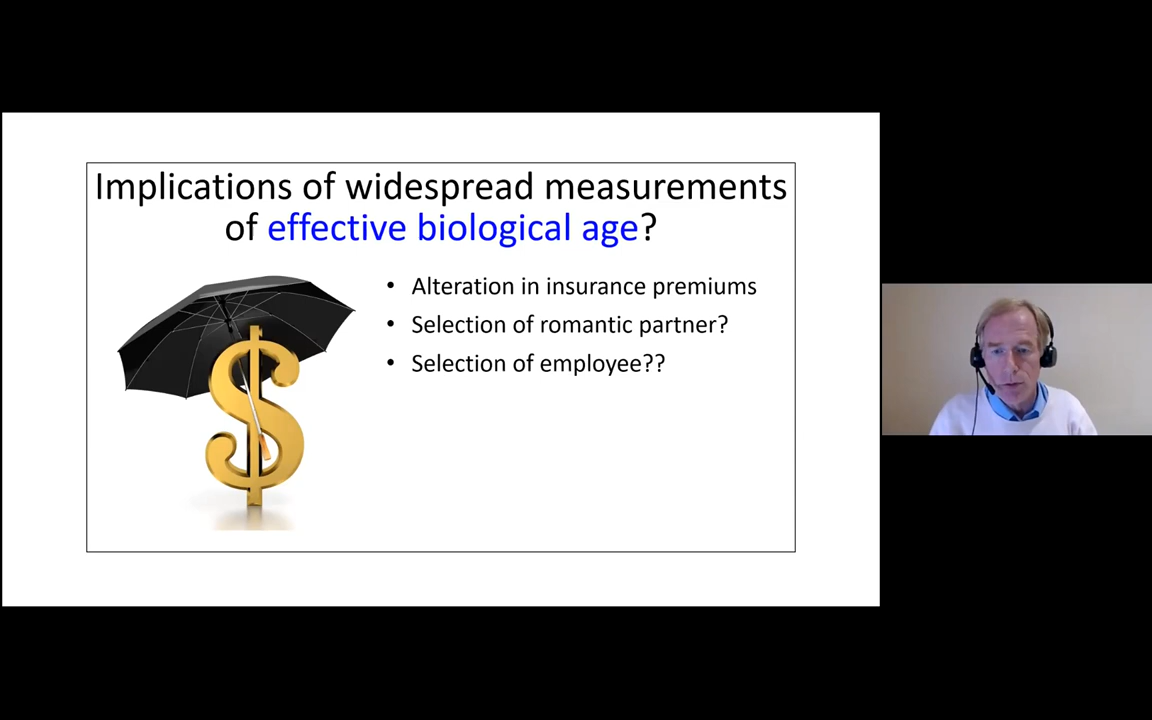 Implications of widespread measurements
of effective biological age?
• Alteration in insurance premiums
• Selection of romantic partner?
• Selection of employee??